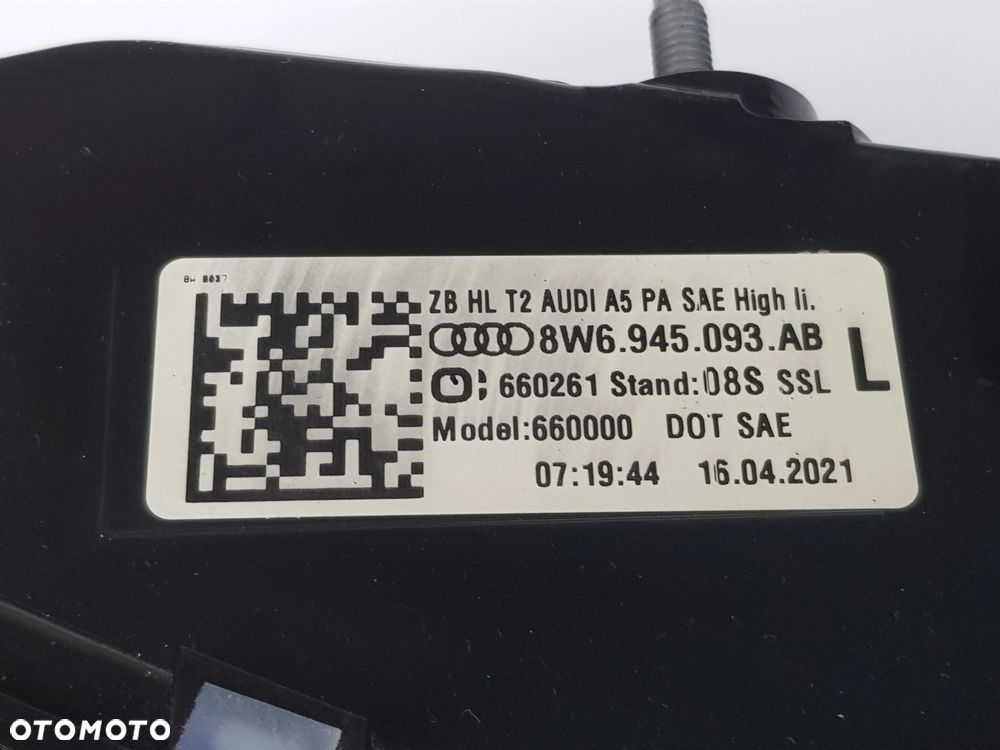 8W 0037
ZB HL T2 AUDI A5 PA SAE High li.
8W6.945.093.AB
L
660261 Stand:08S SSL
Model:660000 DOT SAE
07:19:44 16.04.2021
OTOMOTO